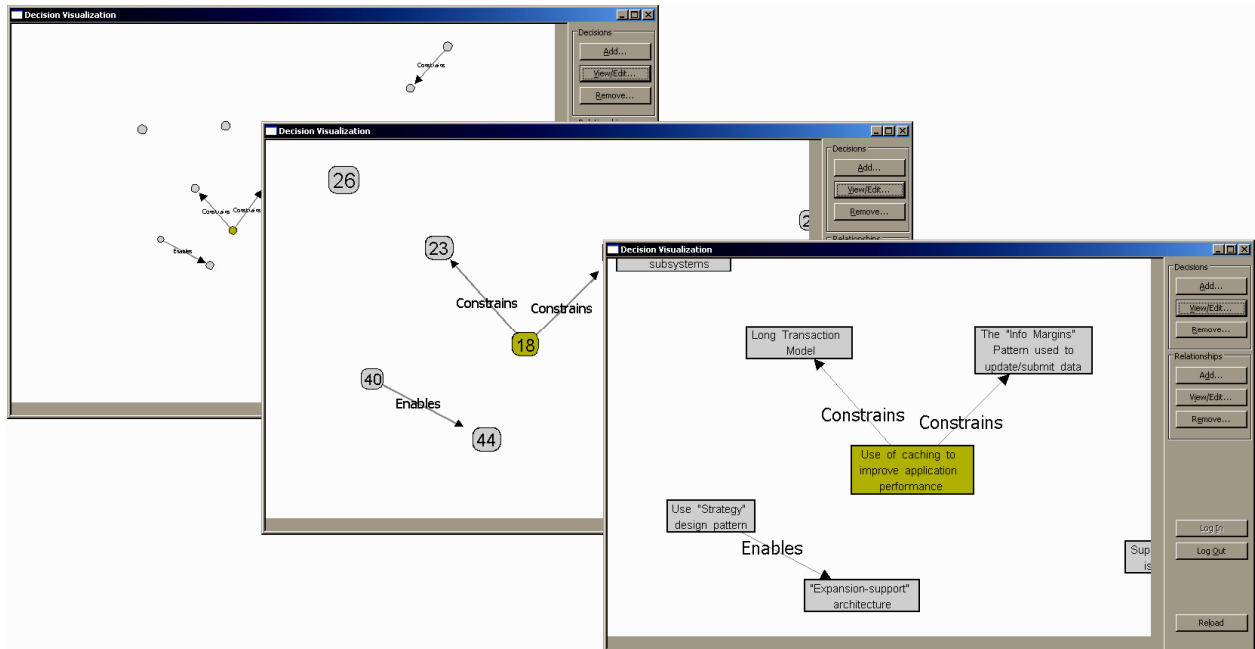 Decision Visualization
Decisions
Add...
View/Edit...
Remove...
Constrains
Constrains
Constrains
Enables
Decision Visualization
Decisions
Add...
View/Edit...
Remove...
Relationships
26
23
Constrains
Constrains
18
40
Enables
44
Decision Visualization
subsystems
Long Transaction
Model
The "Info Margins"
Pattern used to
update/submit data
Constrains
Constrains
Use of caching to
improve application
performance
Use "Strategy"
design pattern
Enables
"Expansion-support"
architecture
Decisions
Add...
View/Edit...
Remove...
Relationships
Add...
View/Edit...
Remove...
Log In
Log Out
Reload